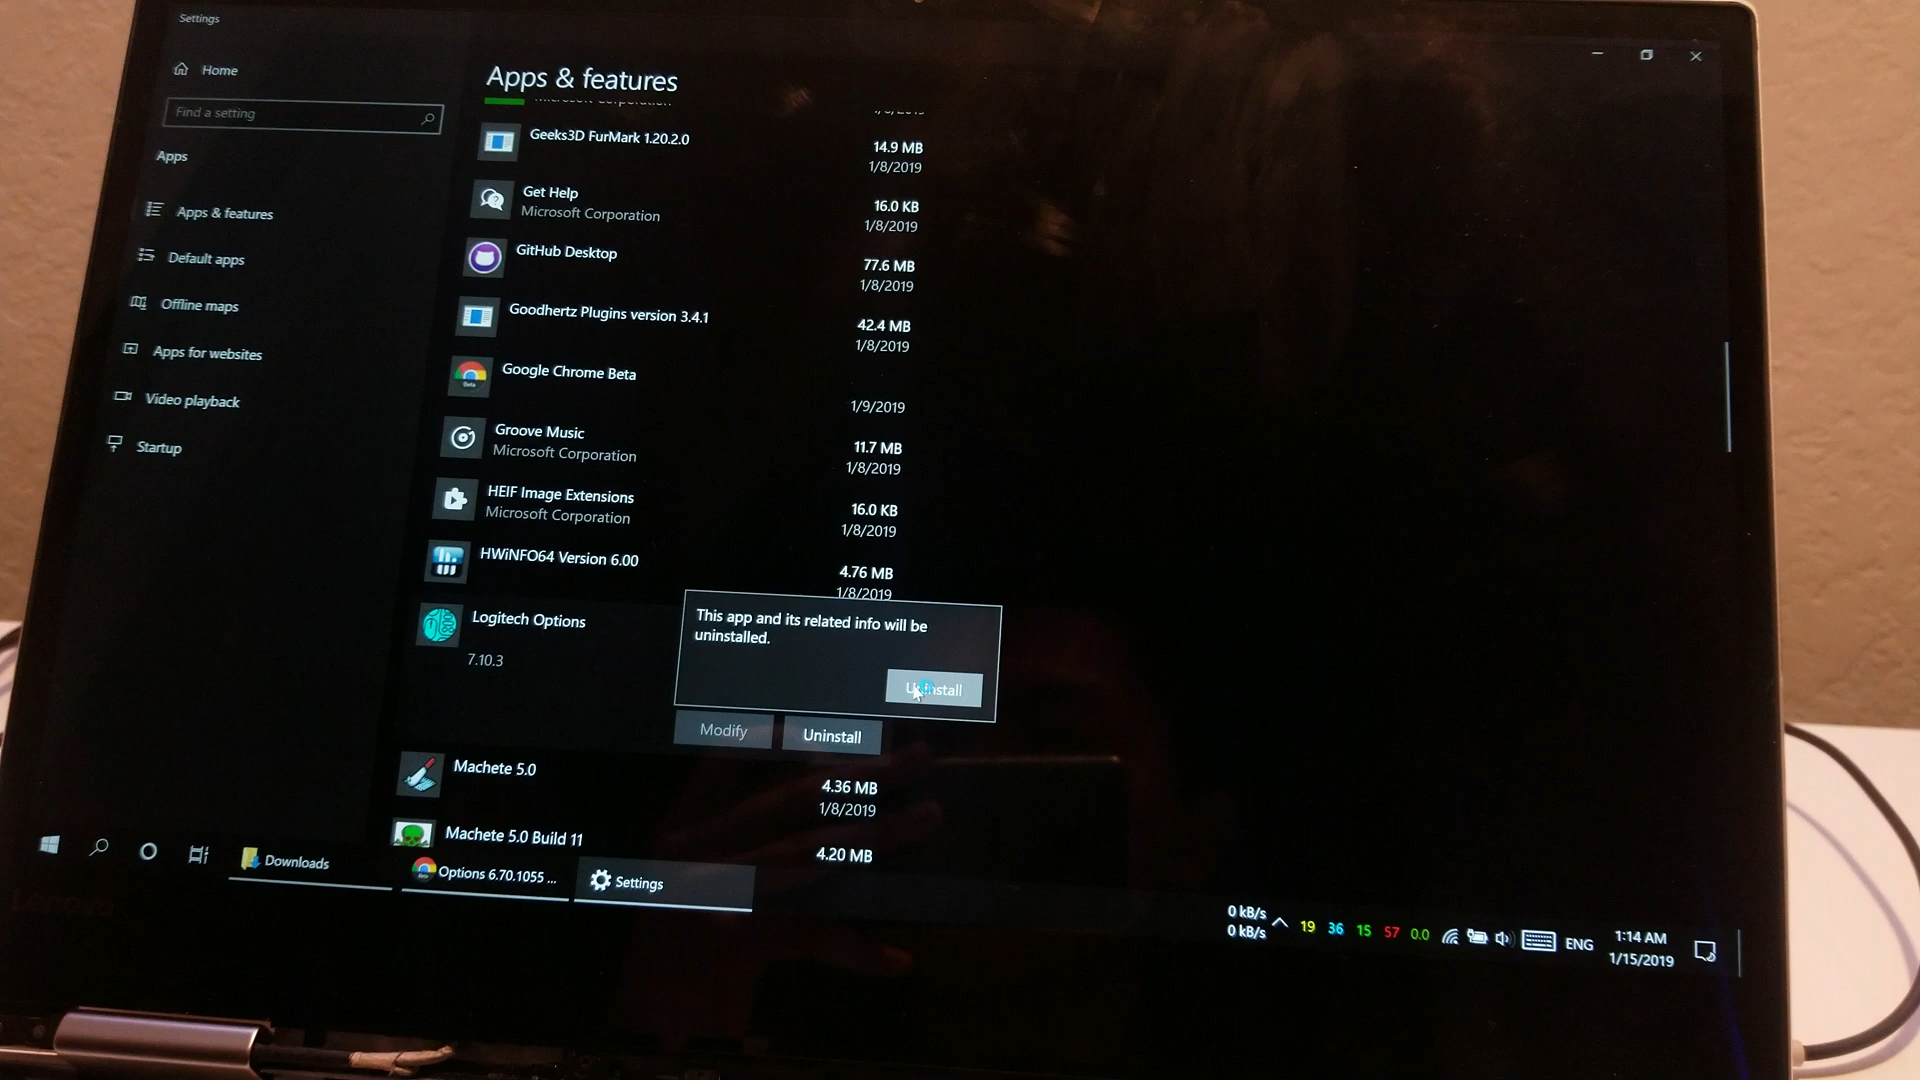 Settings
Home
Find a setting
Apps
Apps & features
Default apps
Offline maps
Apps for websites
Video playback
Startup
Apps & features
Microsoft Corporation
Geeks3D FurMark 1.20.2.0
14.9 MB
1/8/2019
Get Help
16.0 KB
Microsoft Corporation
1/8/2019
GitHub Desktop
77.6 MB
1/8/2019
Goodhertz Plugins version 3.4.1
42.4 MB
1/8/2019
Google Chrome Beta
Beta
1/9/2019
Groove Music
11.7 MB
Microsoft Corporation
1/8/2019
HEIF Image Extensions
16.0 KB
Microsoft Corporation
1/8/2019
HWiNFO64 Version 6.00
4.76 MB
1/8/2019
Logitech Options
7.10.3
This app and its related info will be
uninstalled.
Uninstall
Modify
Uninstall
Machete 5.0
4.36 MB
1/8/2019
Machete 5.0 Build 11
4.20 MB
Downloads
Options 6.70.1055 ...
Settings
0 kB/s
0 kB/s
19 36 15 57 0.0
ENG
1:14 AM
1/15/2019
Lenovo